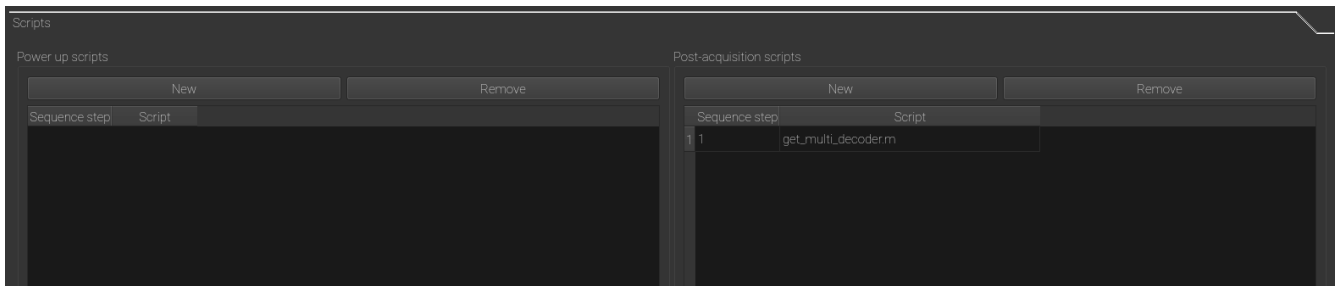 Scripts
Power up scripts
New Remove
Sequence step Script
Post-acquisition scripts
New Remove
Sequence step Script
1 1 get_multi_decoder.m